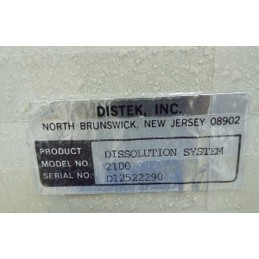 DISTEK, INC.
NORTH BRUNSWICK, NEW JERSEY 08902
PRODUCT DISSOLUTION SYSTEM
MODEL NO. 2100
SERIAL NO. D12522290